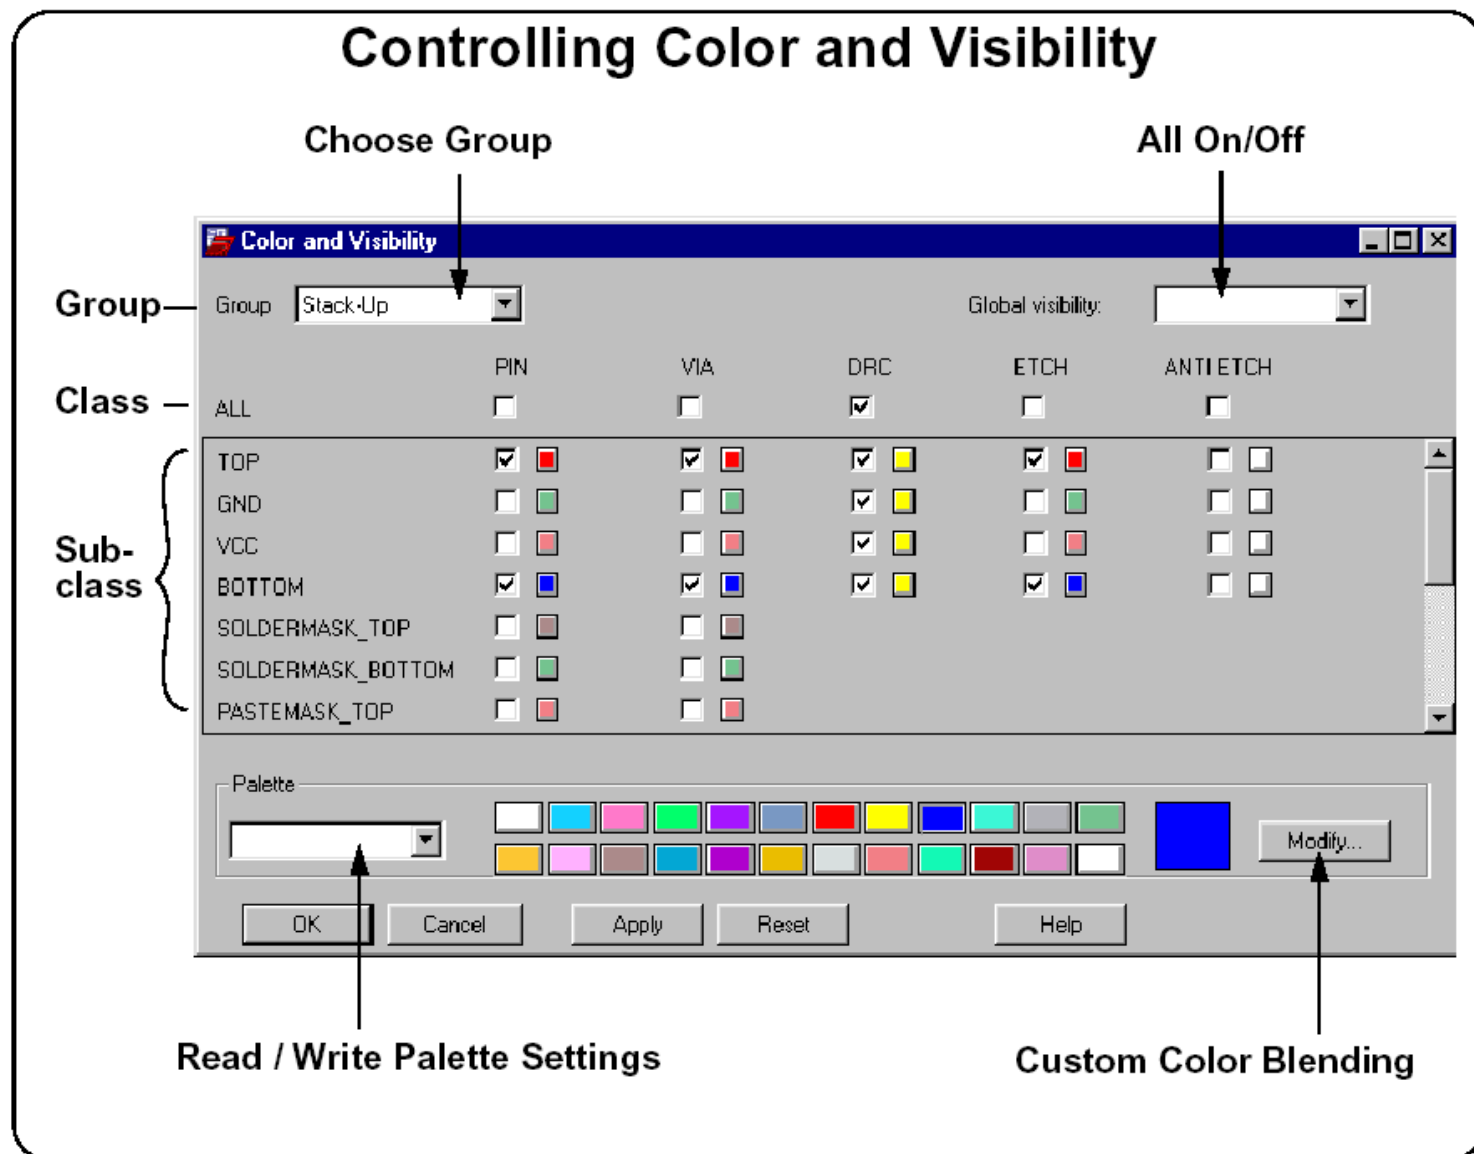 Controlling Color and Visibility
Choose Group
All On/Off
Color and Visibility
Group
Group
Stack-Up
Global visibility:
PIN VIA DRC ETCH ANTI ETCH
Class
ALL
TOP
GND
VCC
Sub-
class
BOTTOM
SOLDERMASK_TOP
SOLDERMASK_BOTTOM
PASTEMASK_TOP
Palette
Modify...
OK Cancel Apply Reset Help
Read / Write Palette Settings
Custom Color Blending